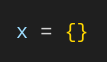 x = {}